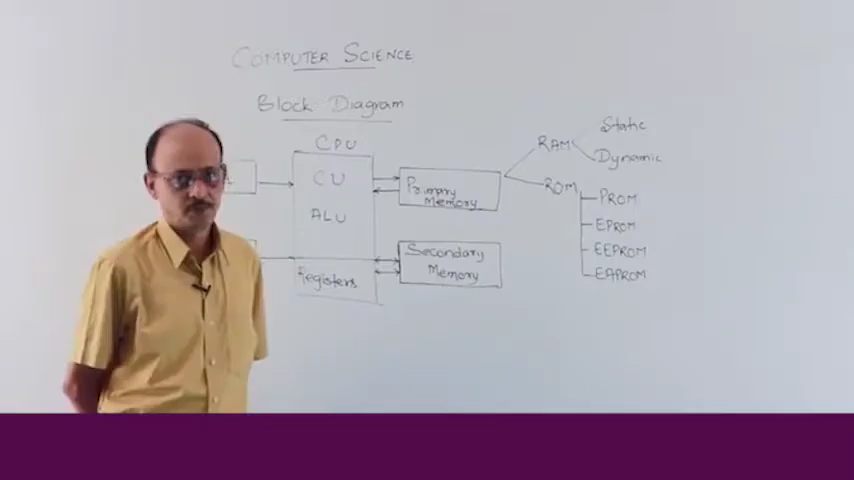 COMPUTER SCIENCE
Block Diagram
CPU
CU
ALU
Registers
Primary
Memory
Secondary
Memory
RAM
Static
Dynamic
ROM
PROM
EPROM
EEPROM
EAPROM